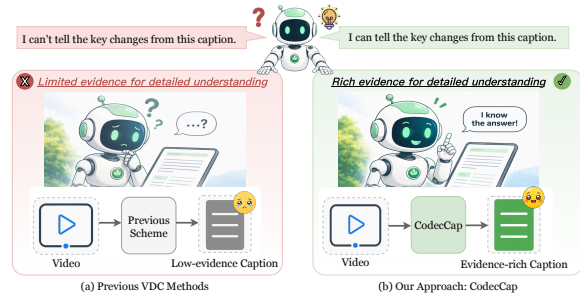 I can't tell the key changes from this caption.
?
I can tell the key changes from this caption.
X Limited evidence for detailed understanding
Rich evidence for detailed understanding ✓
? ? ?
...?
I know
the answer!
Video
Previous
Scheme
Low-evidence Caption
Video
CodecCap
Evidence-rich Caption
(a) Previous VDC Methods
(b) Our Approach: CodecCap